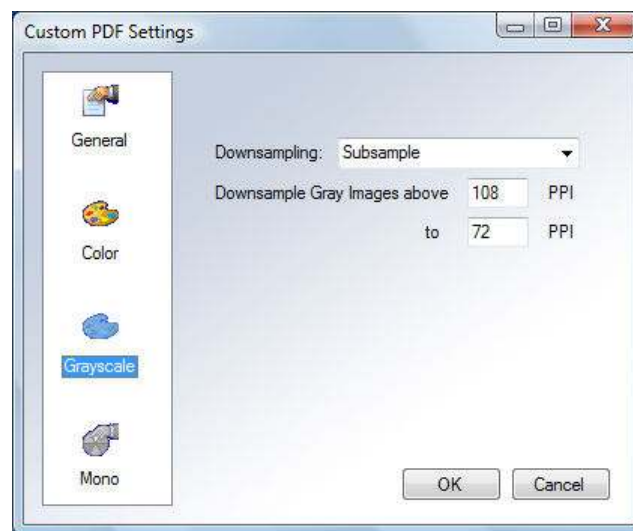 Custom PDF Settings
General
Color
Grayscale
Mono
Downsampling: Subsample
Downsample Gray Images above 108 PPI
to 72 PPI
OK Cancel